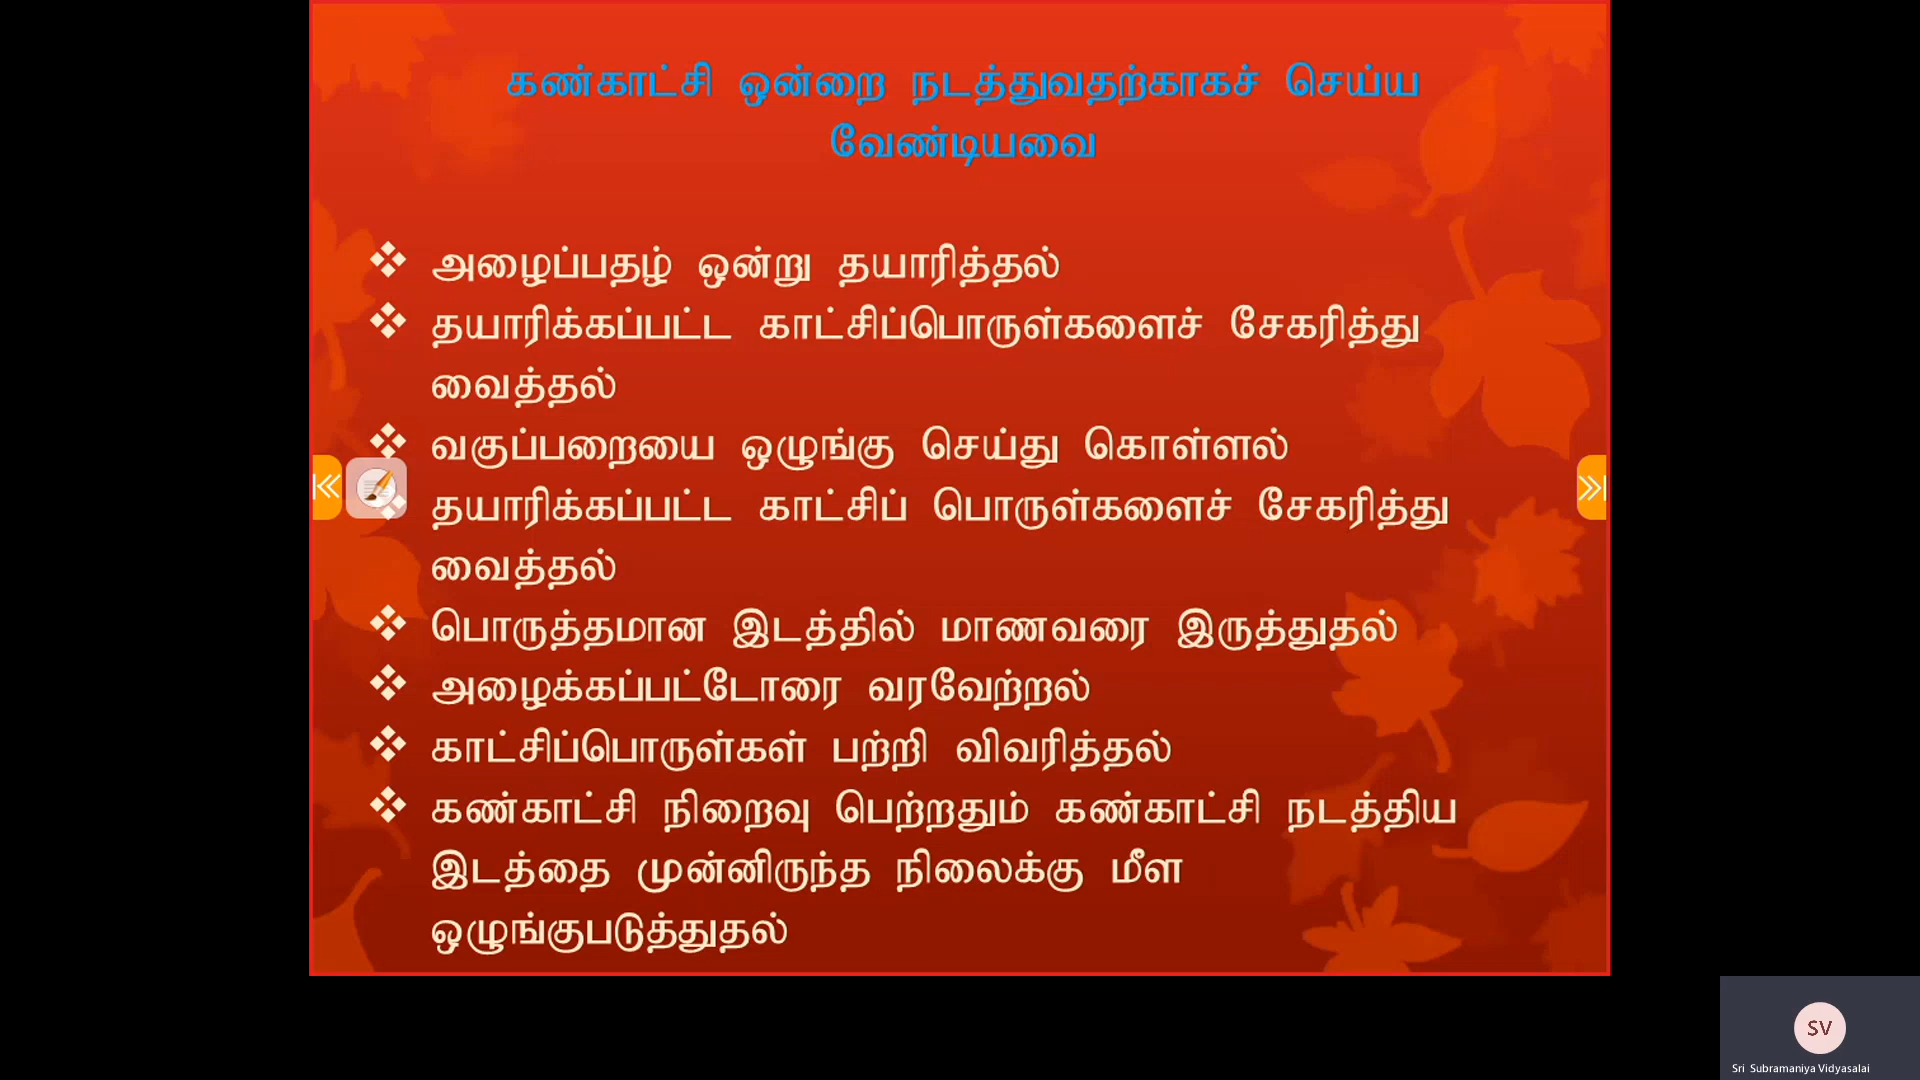 கண்காட்சி ஒன்றை நடத்துவதற்காகச் செய்ய
வேண்டியவை
❖ அழைப்பதழ் ஒன்று தயாரித்தல்
❖ தயாரிக்கப்பட்ட காட்சிப்பொருள்களைச் சேகரித்து
வைத்தல்
❖ வகுப்பறையை ஒழுங்கு செய்து கொள்ளல்
❖ தயாரிக்கப்பட்ட காட்சிப் பொருள்களைச் சேகரித்து
வைத்தல்
❖ பொருத்தமான இடத்தில் மாணவரை இருத்துதல்
❖ அழைக்கப்பட்டோரை வரவேற்றல்
❖ காட்சிப்பொருள்கள் பற்றி விவரித்தல்
❖ கண்காட்சி நிறைவு பெற்றதும் கண்காட்சி நடத்திய
இடத்தை முன்னிருந்த நிலைக்கு மீள
ஒழுங்குபடுத்துதல்
SV
Sri Subramaniya Vidyasalai